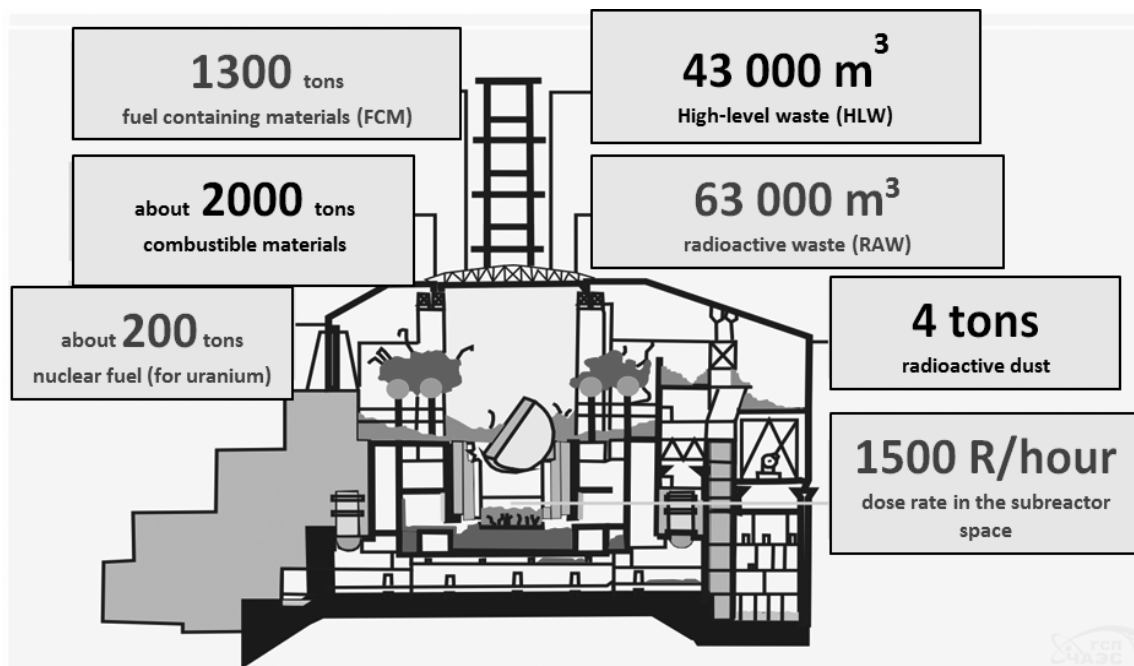 1300 tons
fuel containing materials (FCM)
43 000 m³
High-level waste (HLW)
about 2000 tons
combustible materials
63 000 m³
radioactive waste (RAW)
about 200 tons
nuclear fuel (for uranium)
4 tons
radioactive dust
1500 R/hour
dose rate in the subreactor
space
ГСП
ЧАЭС